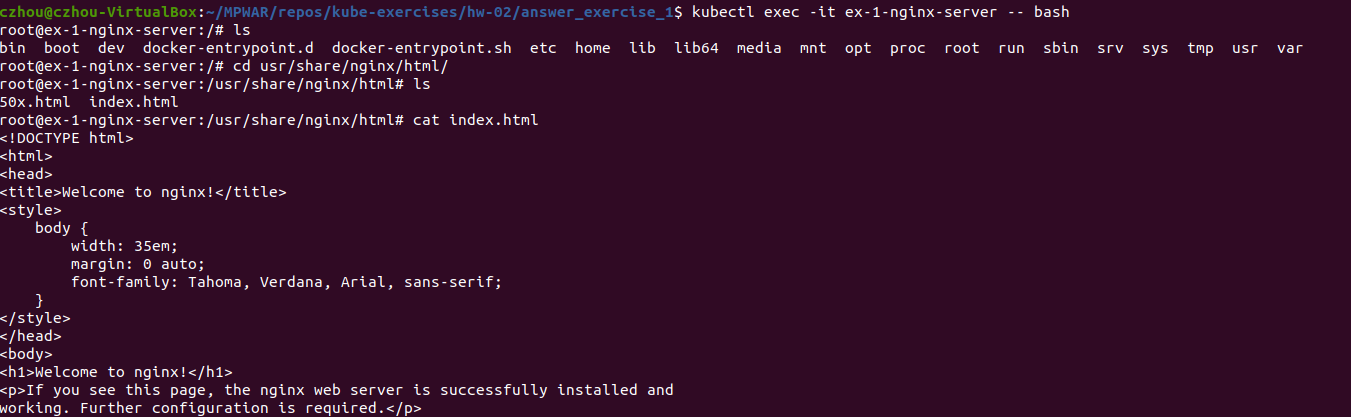 czhou@czhou-VirtualBox:~/MPWAR/repos/kube-exercises/hw-02/answer_exercise_1$ kubectl exec -it ex-1-nginx-server -- bash
root@ex-1-nginx-server:/# ls
bin  boot  dev  docker-entrypoint.d  docker-entrypoint.sh  etc  home  lib  lib64  media  mnt  opt  proc  root  run  sbin  srv  sys  tmp  usr  var
root@ex-1-nginx-server:/# cd usr/share/nginx/html/
root@ex-1-nginx-server:/usr/share/nginx/html# ls
50x.html  index.html
root@ex-1-nginx-server:/usr/share/nginx/html# cat index.html
<!DOCTYPE html>
<html>
<head>
<title>Welcome to nginx!</title>
<style>
    body {
        width: 35em;
        margin: 0 auto;
        font-family: Tahoma, Verdana, Arial, sans-serif;
    }
</style>
</head>
<body>
<h1>Welcome to nginx!</h1>
<p>If you see this page, the nginx web server is successfully installed and
working. Further configuration is required.</p>